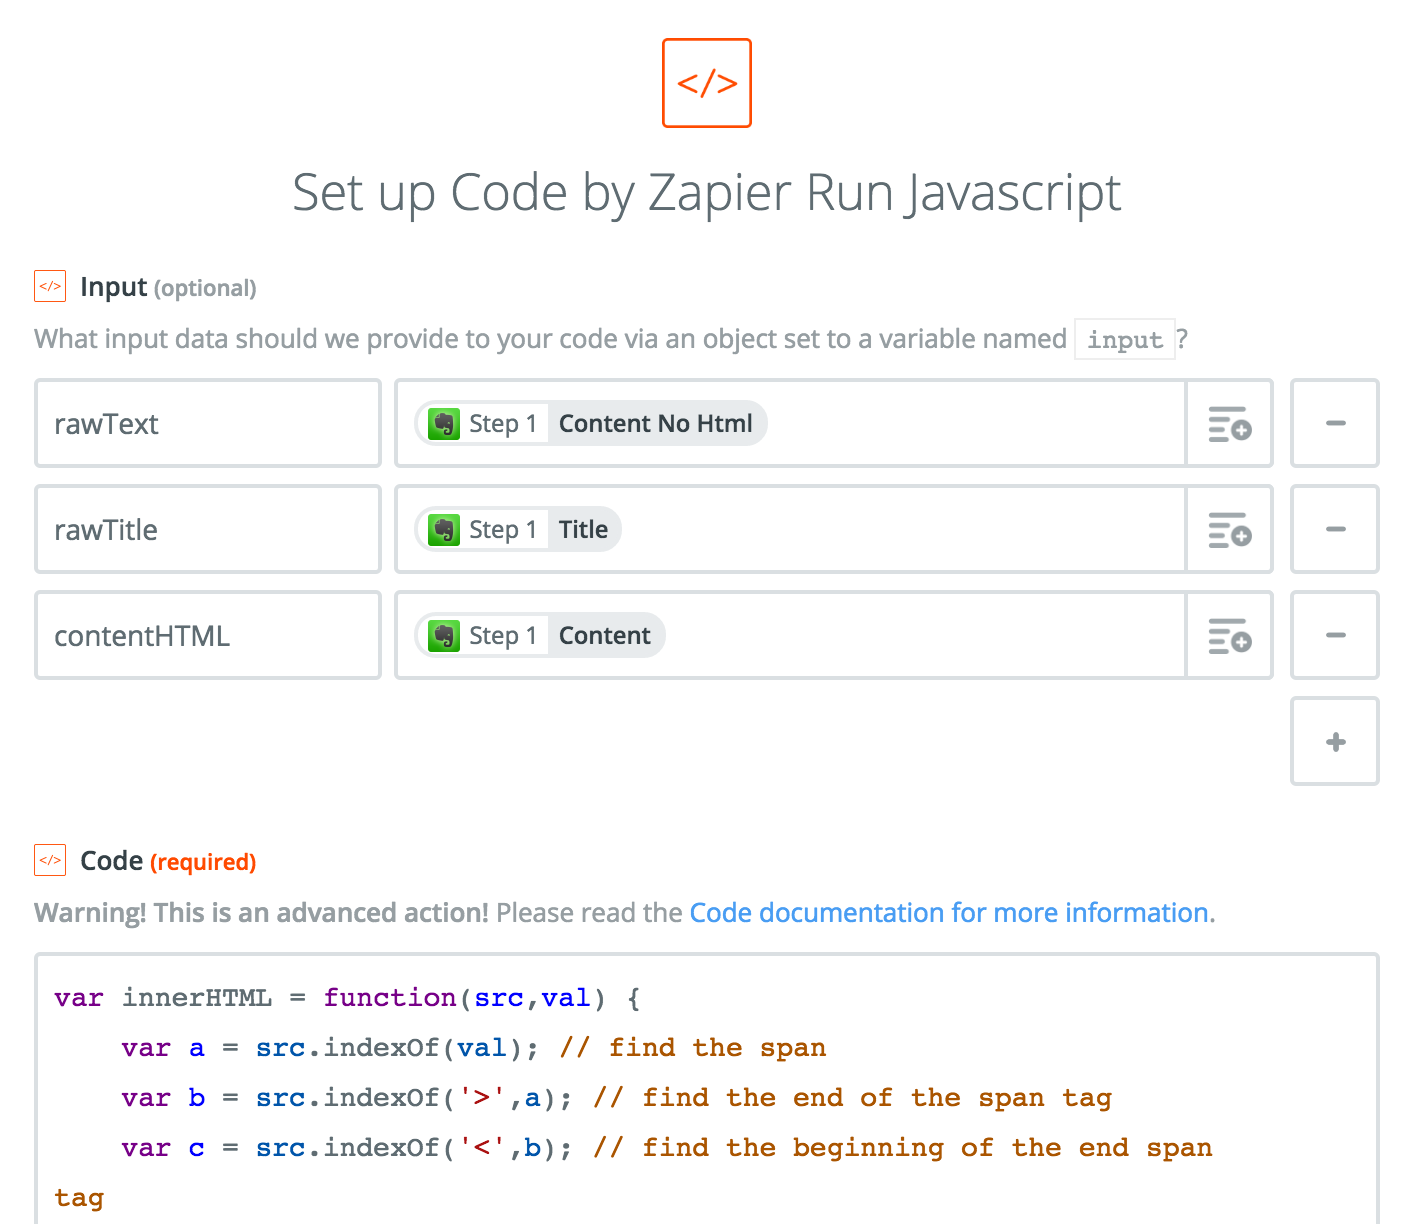 </>
Set up Code by Zapier Run Javascript
</> Input (optional)
What input data should we provide to your code via an object set to a variable named input ?
rawText Step 1 Content No Html
rawTitle Step 1 Title
contentHTML Step 1 Content
</> Code (required)
Warning! This is an advanced action! Please read the Code documentation for more information.
var innerHTML = function(src,val) {
    var a = src.indexOf(val); // find the span
    var b = src.indexOf('>',a); // find the end of the span tag
    var c = src.indexOf('<',b); // find the beginning of the end span
tag